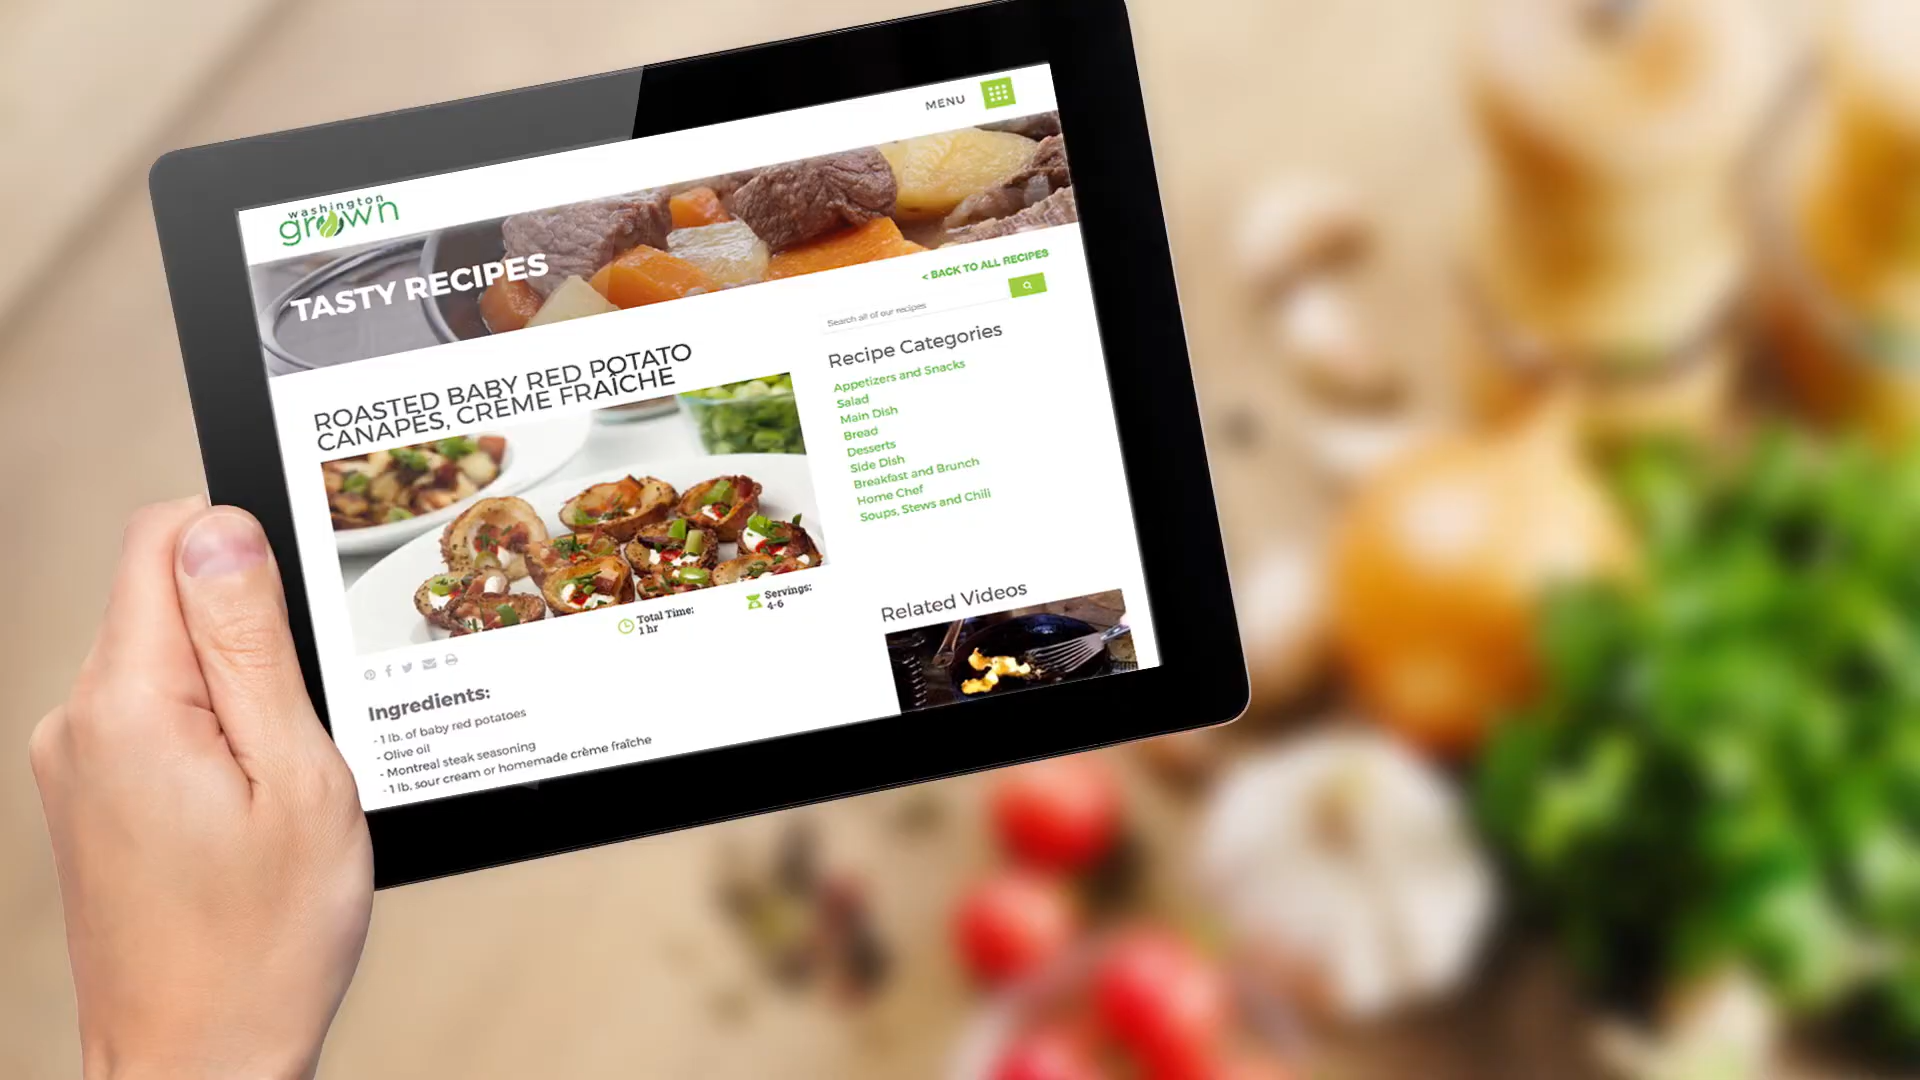 MENU
washington
grown
TASTY RECIPES
< BACK TO ALL RECIPES
Search all of our recipes
ROASTED BABY RED POTATO
CANAPES, CRÈME FRAÎCHE
Recipe Categories
Appetizers and Snacks
Salad
Main Dish
Bread
Desserts
Side Dish
Breakfast and Brunch
Home Chef
Soups, Stews and Chili
Total Time:
1 hr
Servings:
4-6
Related Videos
Ingredients:
- 1 lb. of baby red potatoes
- Olive oil
- Montreal steak seasoning
- 1 lb. sour cream or homemade crème fraîche